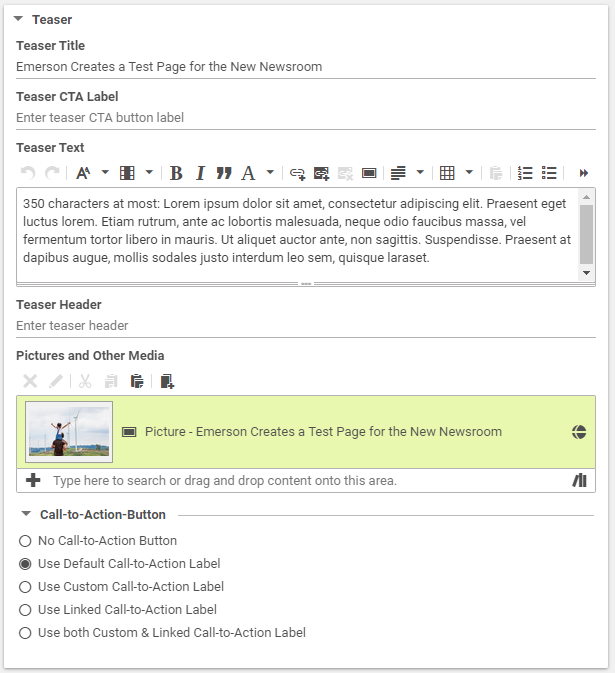 Teaser
Teaser Title
Emerson Creates a Test Page for the New Newsroom
Teaser CTA Label
Enter teaser CTA button label
Teaser Text
350 characters at most: Lorem ipsum dolor sit amet, consectetur adipiscing elit. Praesent eget
luctus lorem. Etiam rutrum, ante ac lobortis malesuada, neque odio faucibus massa, vel
fermentum tortor libero in mauris. Ut aliquet auctor ante, non sagittis. Suspendisse. Praesent at
dapibus augue, mollis sodales justo interdum leo sem, quisque laraset.
Teaser Header
Enter teaser header
Pictures and Other Media
Picture - Emerson Creates a Test Page for the New Newsroom
Type here to search or drag and drop content onto this area.
Call-to-Action-Button
No Call-to-Action Button
Use Default Call-to-Action Label
Use Custom Call-to-Action Label
Use Linked Call-to-Action Label
Use both Custom & Linked Call-to-Action Label